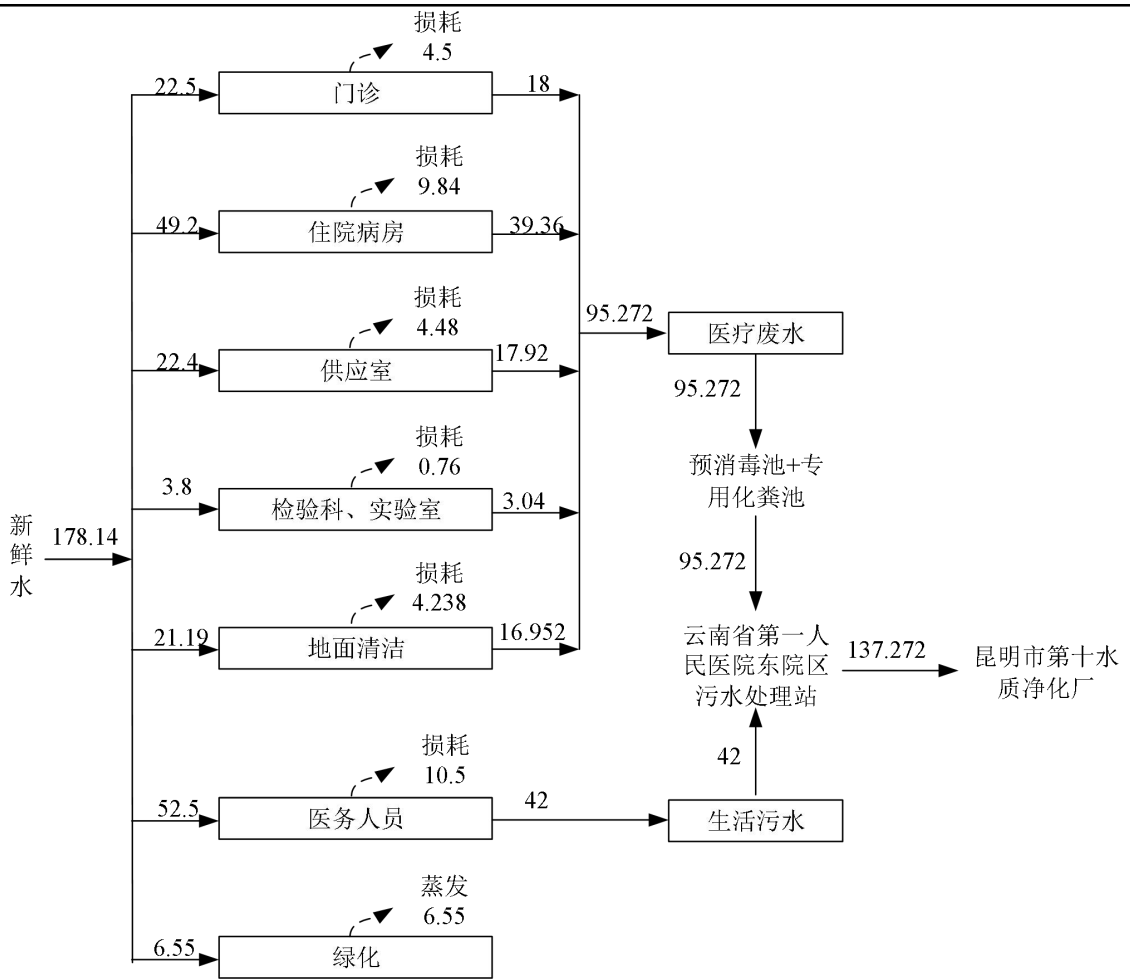 损耗
4.5
22.5
门诊
18
损耗
9.84
49.2
住院病房
39.36
损耗
4.48
22.4
供应室
17.92
95.272
医疗废水
95.272
预消毒池+专
用化粪池
95.272
损耗
0.76
3.8
检验科、实验室
3.04
新
鲜
水
178.14
损耗
4.238
21.19
地面清洁
16.952
云南省第一人
民医院东院区
污水处理站
137.272
昆明市第十水
质净化厂
损耗
10.5
52.5
医务人员
42
生活污水
42
蒸发
6.55
6.55
绿化